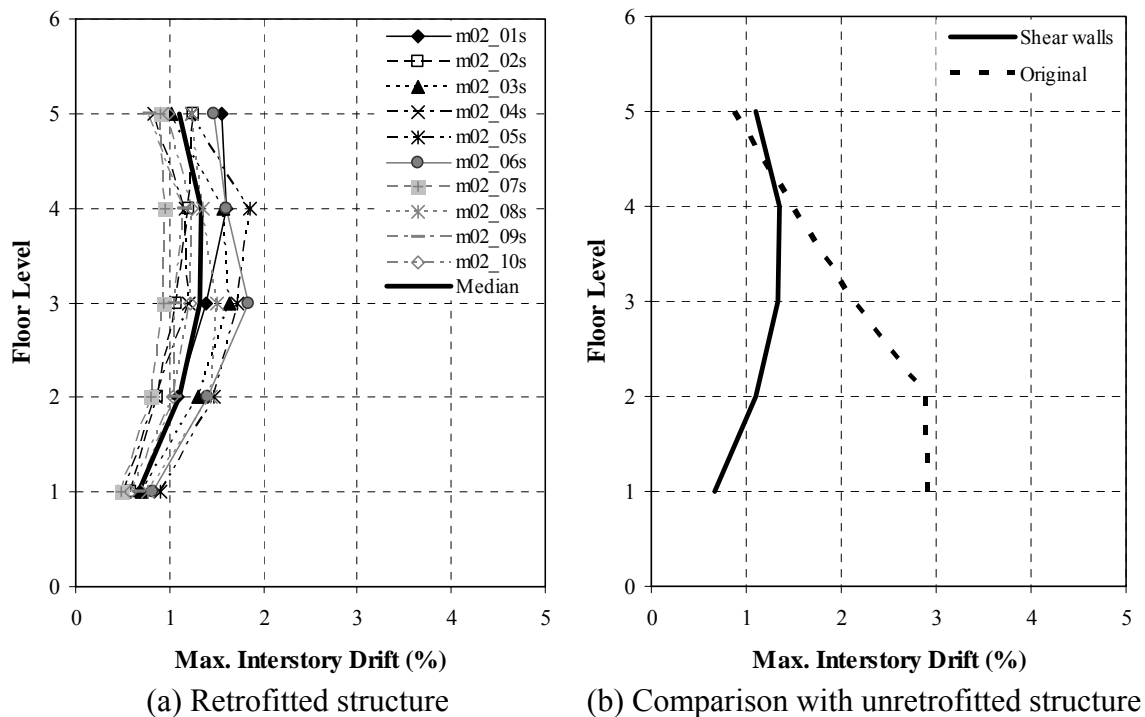 6
5
4
3
2
1
0
Floor Level
0 1 2 3 4 5
Max. Interstory Drift (%)
m02_01s
m02_02s
m02_03s
m02_04s
m02_05s
m02_06s
m02_07s
m02_08s
m02_09s
m02_10s
Median
(a) Retrofitted structure
6
5
4
3
2
1
0
Floor Level
0 1 2 3 4 5
Max. Interstory Drift (%)
Shear walls
Original
(b) Comparison with unretrofitted structure